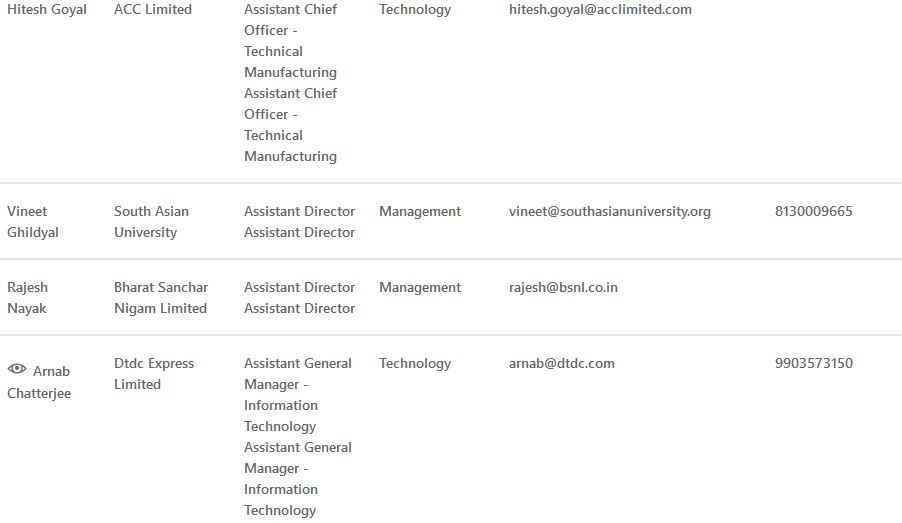 Hitesh Goyal ACC Limited Assistant Chief Technology hitesh.goyal@acclimited.com
Officer -
Technical
Manufacturing
Assistant Chief
Officer -
Technical
Manufacturing
Vineet South Asian Assistant Director Management vineet@southasianuniversity.org 8130009665
Ghildyal University Assistant Director
Rajesh Bharat Sanchar Assistant Director Management rajesh@bsnl.co.in
Nayak Nigam Limited Assistant Director
Arnab Dtdc Express Assistant General Technology arnab@dtdc.com 9903573150
Chatterjee Limited Manager -
Information
Technology
Assistant General
Manager -
Information
Technology